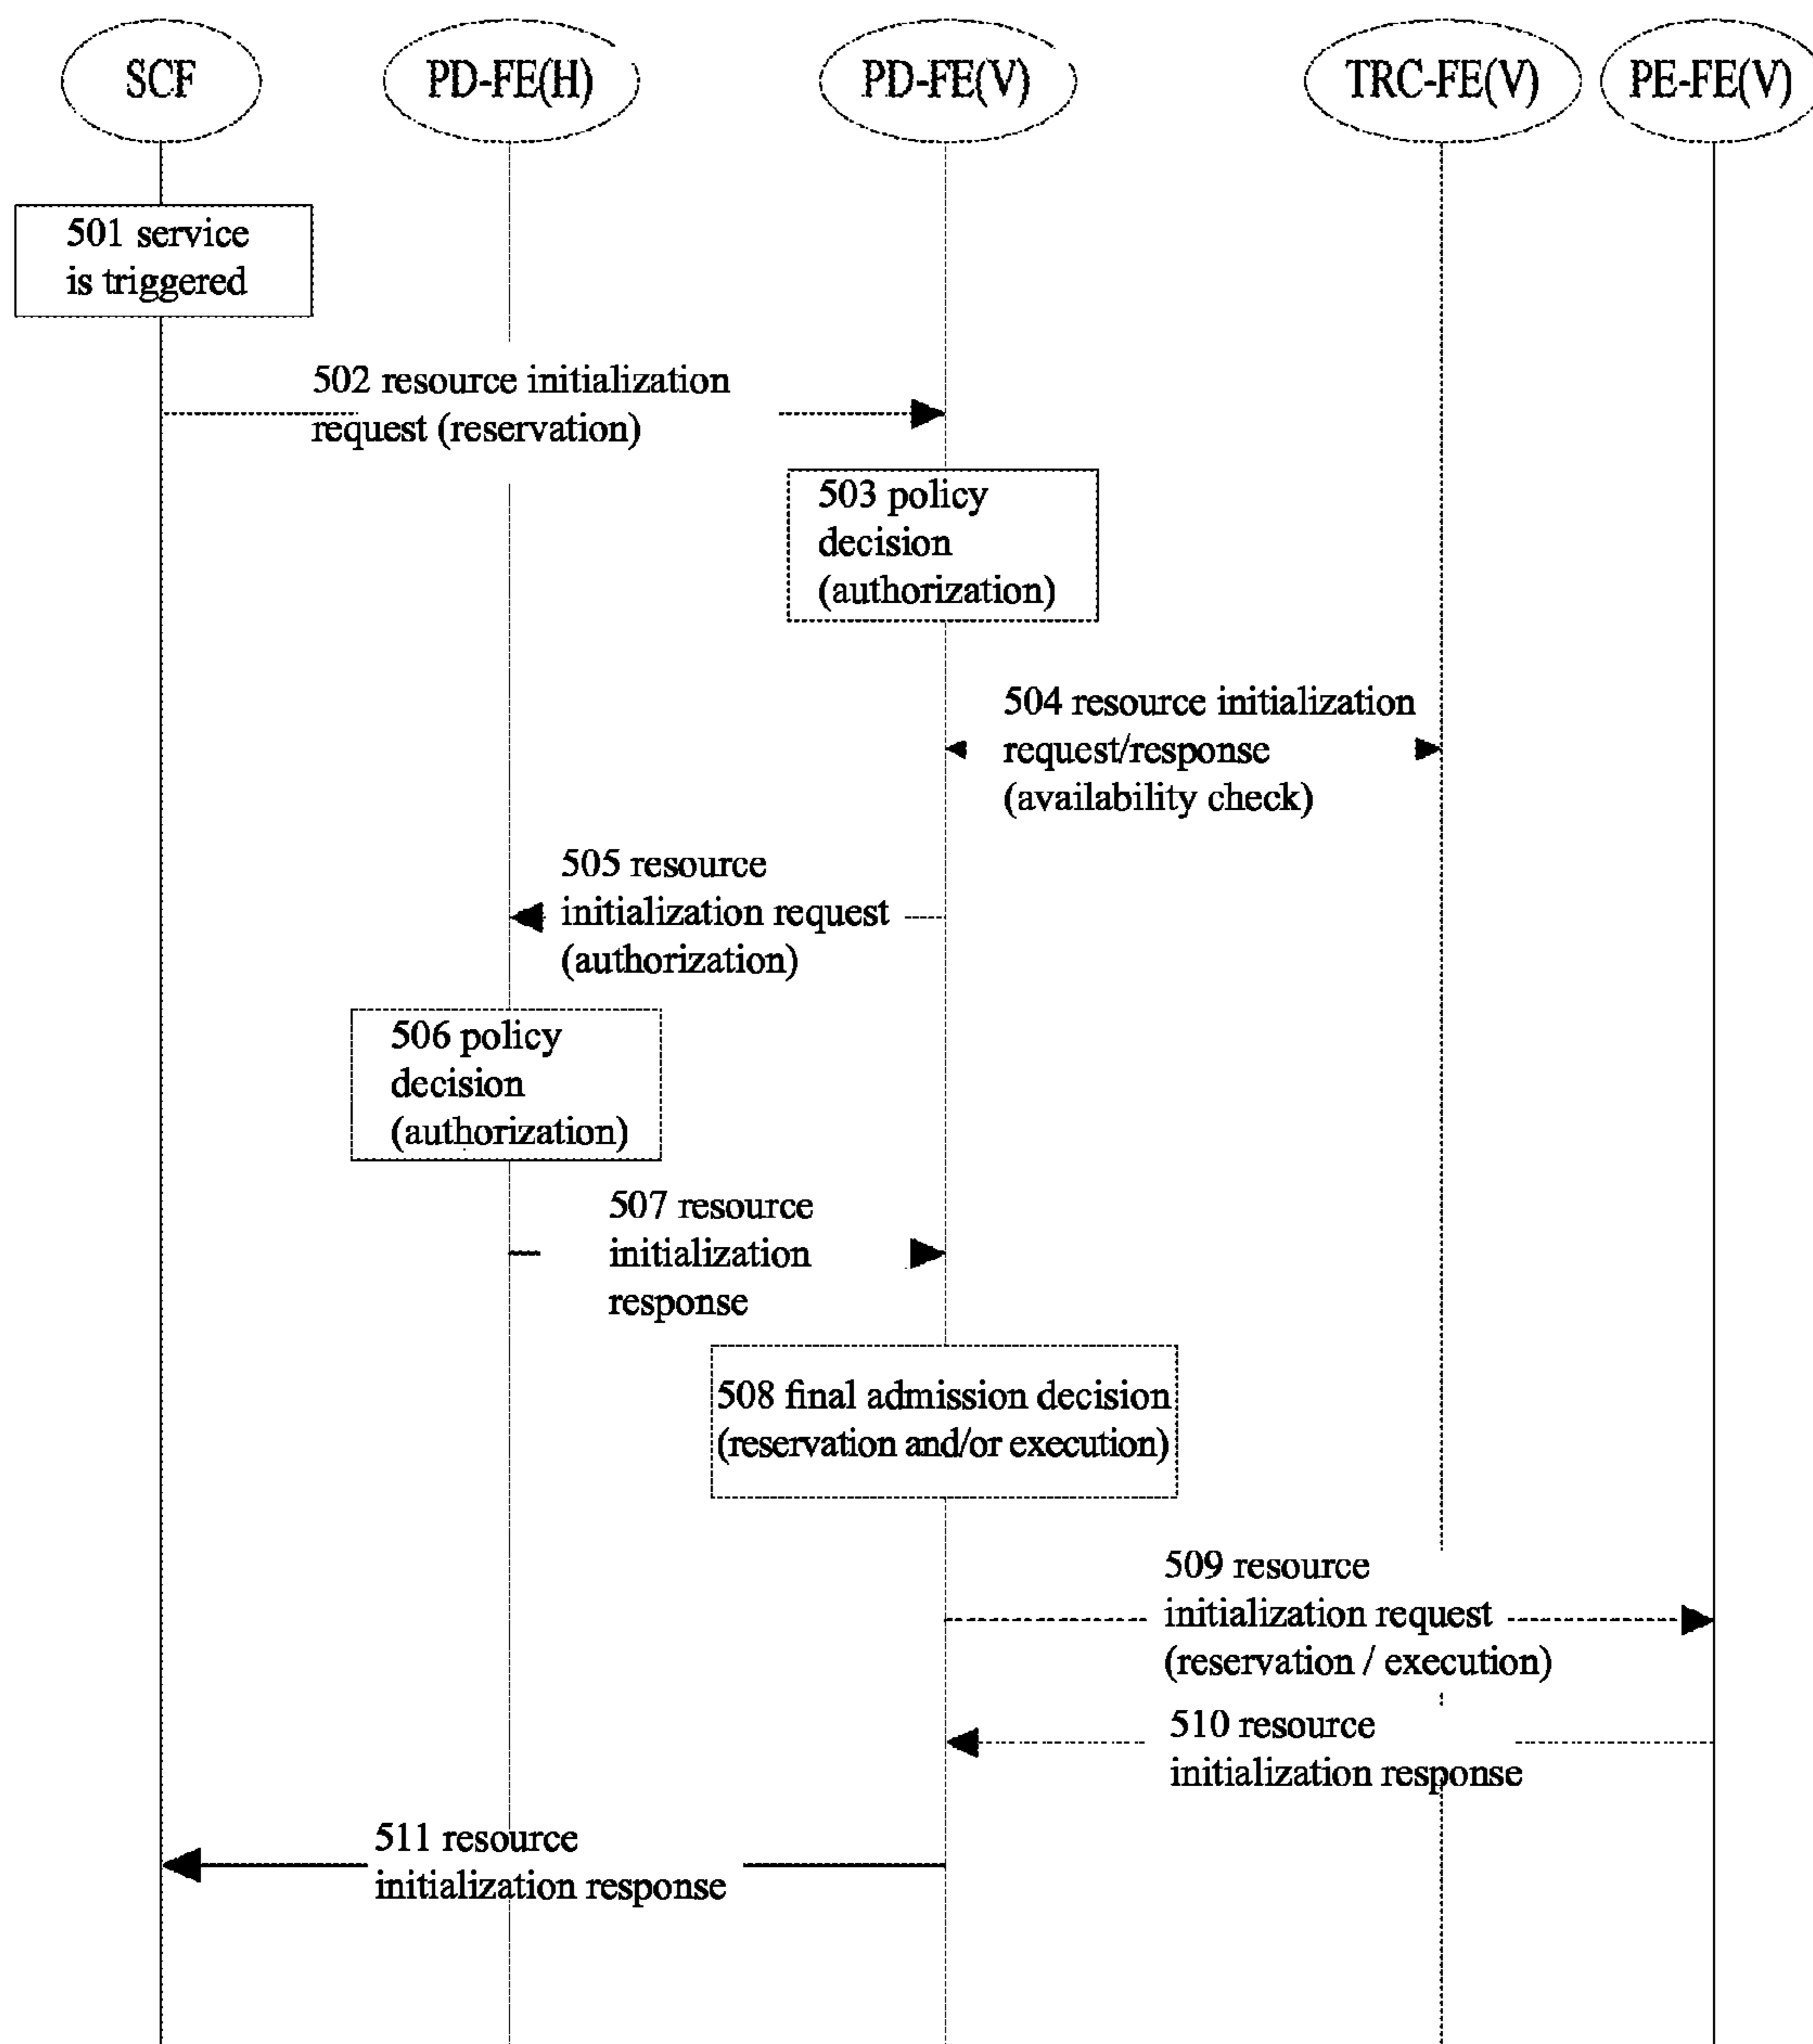 SCF
PD-FE(H)
PD-FE(V)
TRC-FE(V)
PE-FE(V)
501 service
is triggered
502 resource initialization
request (reservation)
503 policy
decision
(authorization)
504 resource initialization
request/response
(availability check)
505 resource
initialization request
(authorization)
506 policy
decision
(authorization)
507 resource
initialization
response
508 final admission decision
(reservation and/or execution)
509 resource
initialization request
(reservation / execution)
510 resource
initialization response
511 resource
initialization response